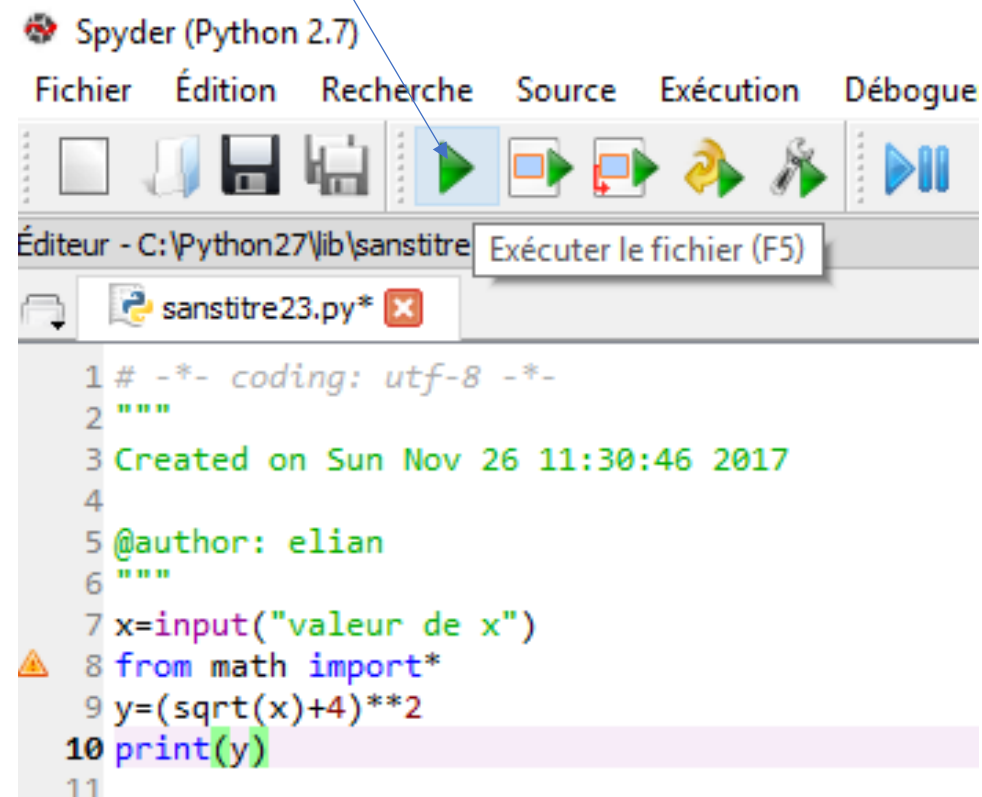 Spyder (Python 2.7)
Fichier Édition Recherche Source Exécution Débogue
Éditeur - C:\Python27\lib\sanstitre
Exécuter le fichier (F5)
sanstitre23.py*
1 # -*- coding: utf-8 -*-
2 """
3 Created on Sun Nov 26 11:30:46 2017
4
5 @author: elian
6 """
7 x=input("valeur de x")
8 from math import*
9 y=(sqrt(x)+4)**2
10 print(y)
11